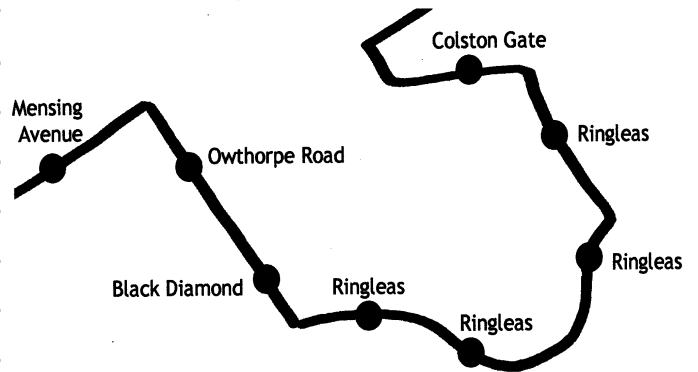 Colston Gate
Mensing
Avenue
Ringleas
Owthorpe Road
Ringleas
Black Diamond
Ringleas
Ringleas